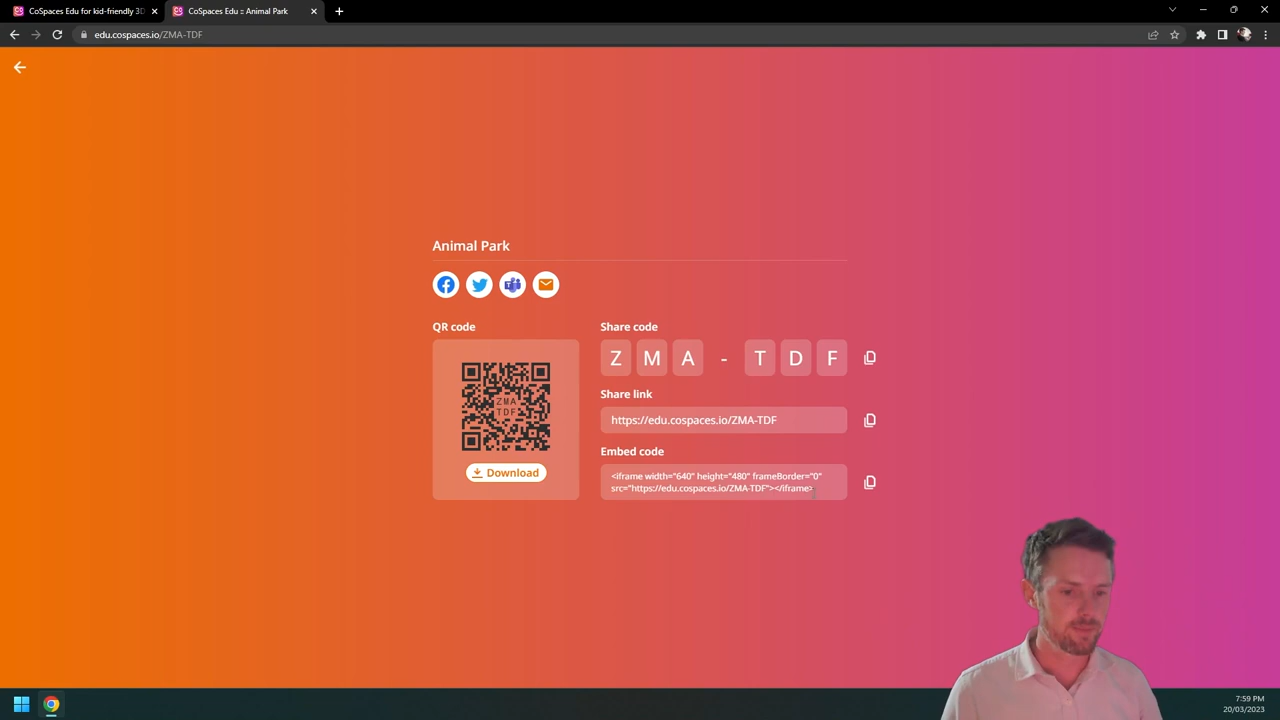 CoSpaces Edu for kid-friendly 3D
CoSpaces Edu :: Animal Park
edu.cospaces.io/ZMA-TDF
Animal Park
QR code
ZMA
TDF
Download
Share code
Z M A - T D F
Share link
https://edu.cospaces.io/ZMA-TDF
Embed code
<iframe width="640" height="480" frameBorder="0"
src="https://edu.cospaces.io/ZMA-TDF"></iframe>
7:59 PM
20/03/2023